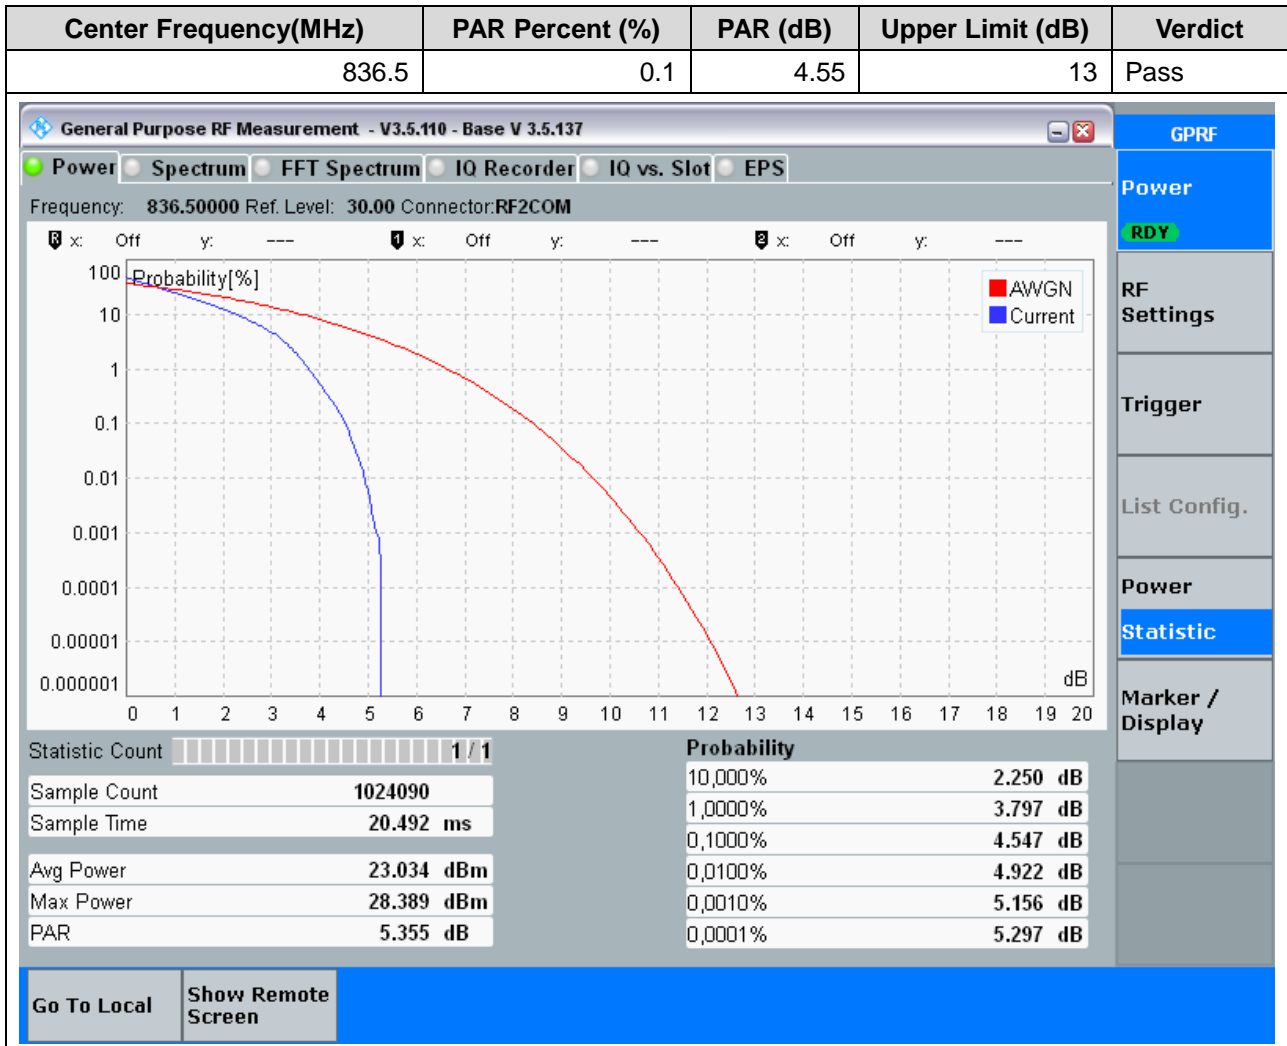 Center Frequency(MHz) PAR Percent (%) PAR (dB) Upper Limit (dB) Verdict
836.5 0.1 4.55 13 Pass
General Purpose RF Measurement - V3.5.110 - Base V 3.5.137
GPRF
Power Spectrum FFT Spectrum IQ Recorder IQ vs. Slot EPS
Power
RDY
Frequency: 836.50000 Ref. Level: 30.00 Connector:RF2COM
R x: Off y: --- 1 x: Off y: --- 2 x: Off y: ---
Probability[%]
100
10
1
0.1
0.01
0.001
0.0001
0.00001
0.000001
AWGN
Current
dB
0 1 2 3 4 5 6 7 8 9 10 11 12 13 14 15 16 17 18 19 20
RF
Settings
Trigger
List Config.
Power
Statistic
Marker /
Display
Statistic Count 1 / 1
Sample Count 1024090
Sample Time 20.492 ms
Avg Power 23.034 dBm
Max Power 28.389 dBm
PAR 5.355 dB
Probability
10,000% 2.250 dB
1,0000% 3.797 dB
0,1000% 4.547 dB
0,0100% 4.922 dB
0,0010% 5.156 dB
0,0001% 5.297 dB
Go To Local
Show Remote
Screen